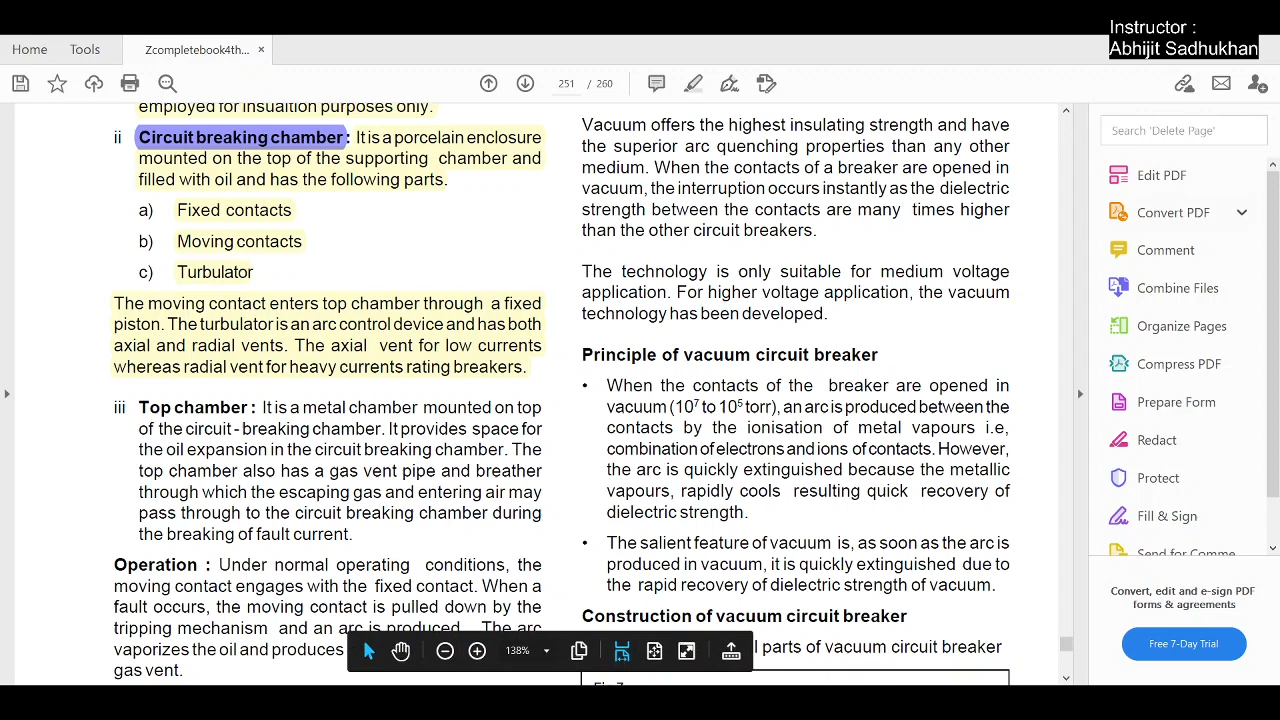 Instructor :
Abhijit Sadhukhan
Home
Tools
Zcompletebook4th...
251 / 260
employed for insualtion purposes only.
ii Circuit breaking chamber : It is a porcelain enclosure
mounted on the top of the supporting chamber and
filled with oil and has the following parts.
a) Fixed contacts
b) Moving contacts
c) Turbulator
The moving contact enters top chamber through a fixed
piston. The turbulator is an arc control device and has both
axial and radial vents. The axial vent for low currents
whereas radial vent for heavy currents rating breakers.
iii Top chamber : It is a metal chamber mounted on top
of the circuit - breaking chamber. It provides space for
the oil expansion in the circuit breaking chamber. The
top chamber also has a gas vent pipe and breather
through which the escaping gas and entering air may
pass through to the circuit breaking chamber during
the breaking of fault current.
Operation : Under normal operating conditions, the
moving contact engages with the fixed contact. When a
fault occurs, the moving contact is pulled down by the
tripping mechanism and an arc is produced. The arc
vaporizes the oil and produces
gas vent.
Vacuum offers the highest insulating strength and have
the superior arc quenching properties than any other
medium. When the contacts of a breaker are opened in
vacuum, the interruption occurs instantly as the dielectric
strength between the contacts are many times higher
than the other circuit breakers.
The technology is only suitable for medium voltage
application. For higher voltage application, the vacuum
technology has been developed.
Principle of vacuum circuit breaker
• When the contacts of the breaker are opened in
vacuum (10⁷ to 10⁵ torr), an arc is produced between the
contacts by the ionisation of metal vapours i.e,
combination of electrons and ions of contacts. However,
the arc is quickly extinguished because the metallic
vapours, rapidly cools resulting quick recovery of
dielectric strength.
• The salient feature of vacuum is, as soon as the arc is
produced in vacuum, it is quickly extinguished due to
the rapid recovery of dielectric strength of vacuum.
Construction of vacuum circuit breaker
l parts of vacuum circuit breaker
138%
Search 'Delete Page'
Edit PDF
Convert PDF
Comment
Combine Files
Organize Pages
Compress PDF
Prepare Form
Redact
Protect
Fill & Sign
Send for Comme
Convert, edit and e-sign PDF
forms & agreements
Free 7-Day Trial